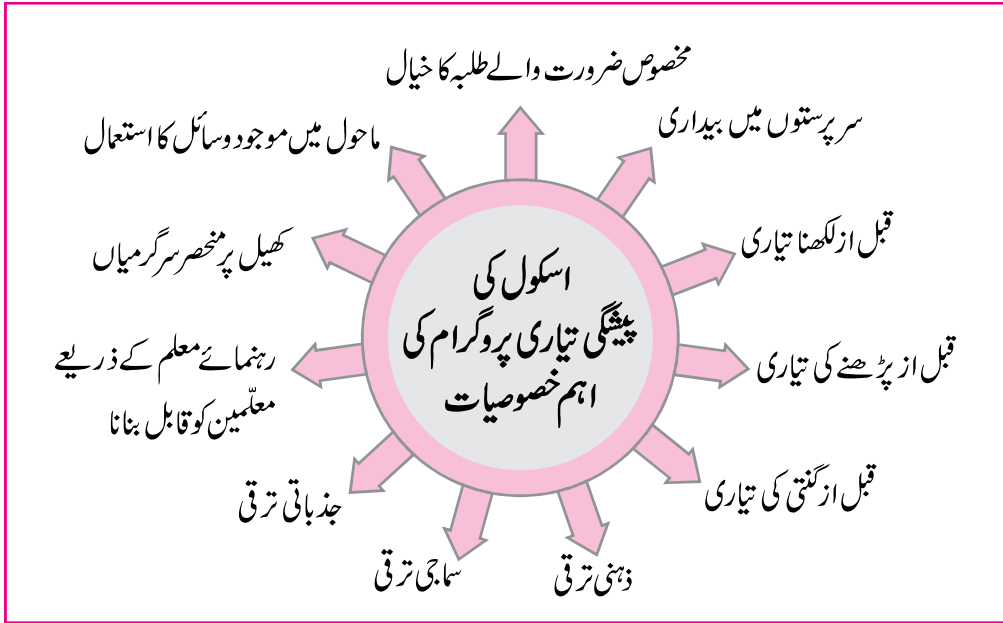 مخصوص ضرورت والے طلبہ کا خیال
سرپرستوں میں بیداری
قبل از لکھنا تیاری
قبل از پڑھنے کی تیاری
قبل از گنتی کی تیاری
ذہنی ترقی
سماجی ترقی
جذباتی ترقی
رہنمائے معلم کے ذریعے
معلّمین کو قابل بنانا
کھیل پر منحصر سرگرمیاں
ماحول میں موجود وسائل کا استعمال
اسکول کی
پیشگی تیاری پروگرام کی
اہم خصوصیات